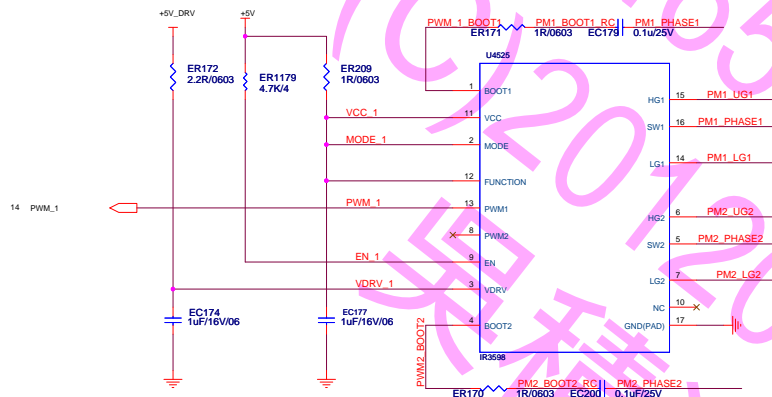 +5V_DRV
+5V
PWM_1_BOOT1
PM1_BOOT1_RC
PM1_PHASE1
ER171
1R/0603
EC179
0.1u/25V
U4525
ER172
2.2R/0603
ER1179
4.7K/4
ER209
1R/0603
1
BOOT1
HG1
15
PM1_UG1
VCC_1
11
VCC
SW1
16
PM1_PHASE1
MODE_1
2
MODE
LG1
14
PM1_LG1
12
FUNCTION
14
PWM_1
PWM_1
13
PWM1
HG2
6
PM2_UG2
8
PWM2
SW2
5
PM2_PHASE2
EN_1
9
EN
LG2
7
PM2_LG2
VDRV_1
3
VDRV
NC
10
EC174
1uF/16V/06
EC177
1uF/16V/06
4
BOOT2
GND(PAD)
17
PWM2_BOOT2
IR3598
PM2_BOOT2_RC
PM2_PHASE2
ER170
1R/0603
EC200
0.1uF/25V
(C)2012
吳積